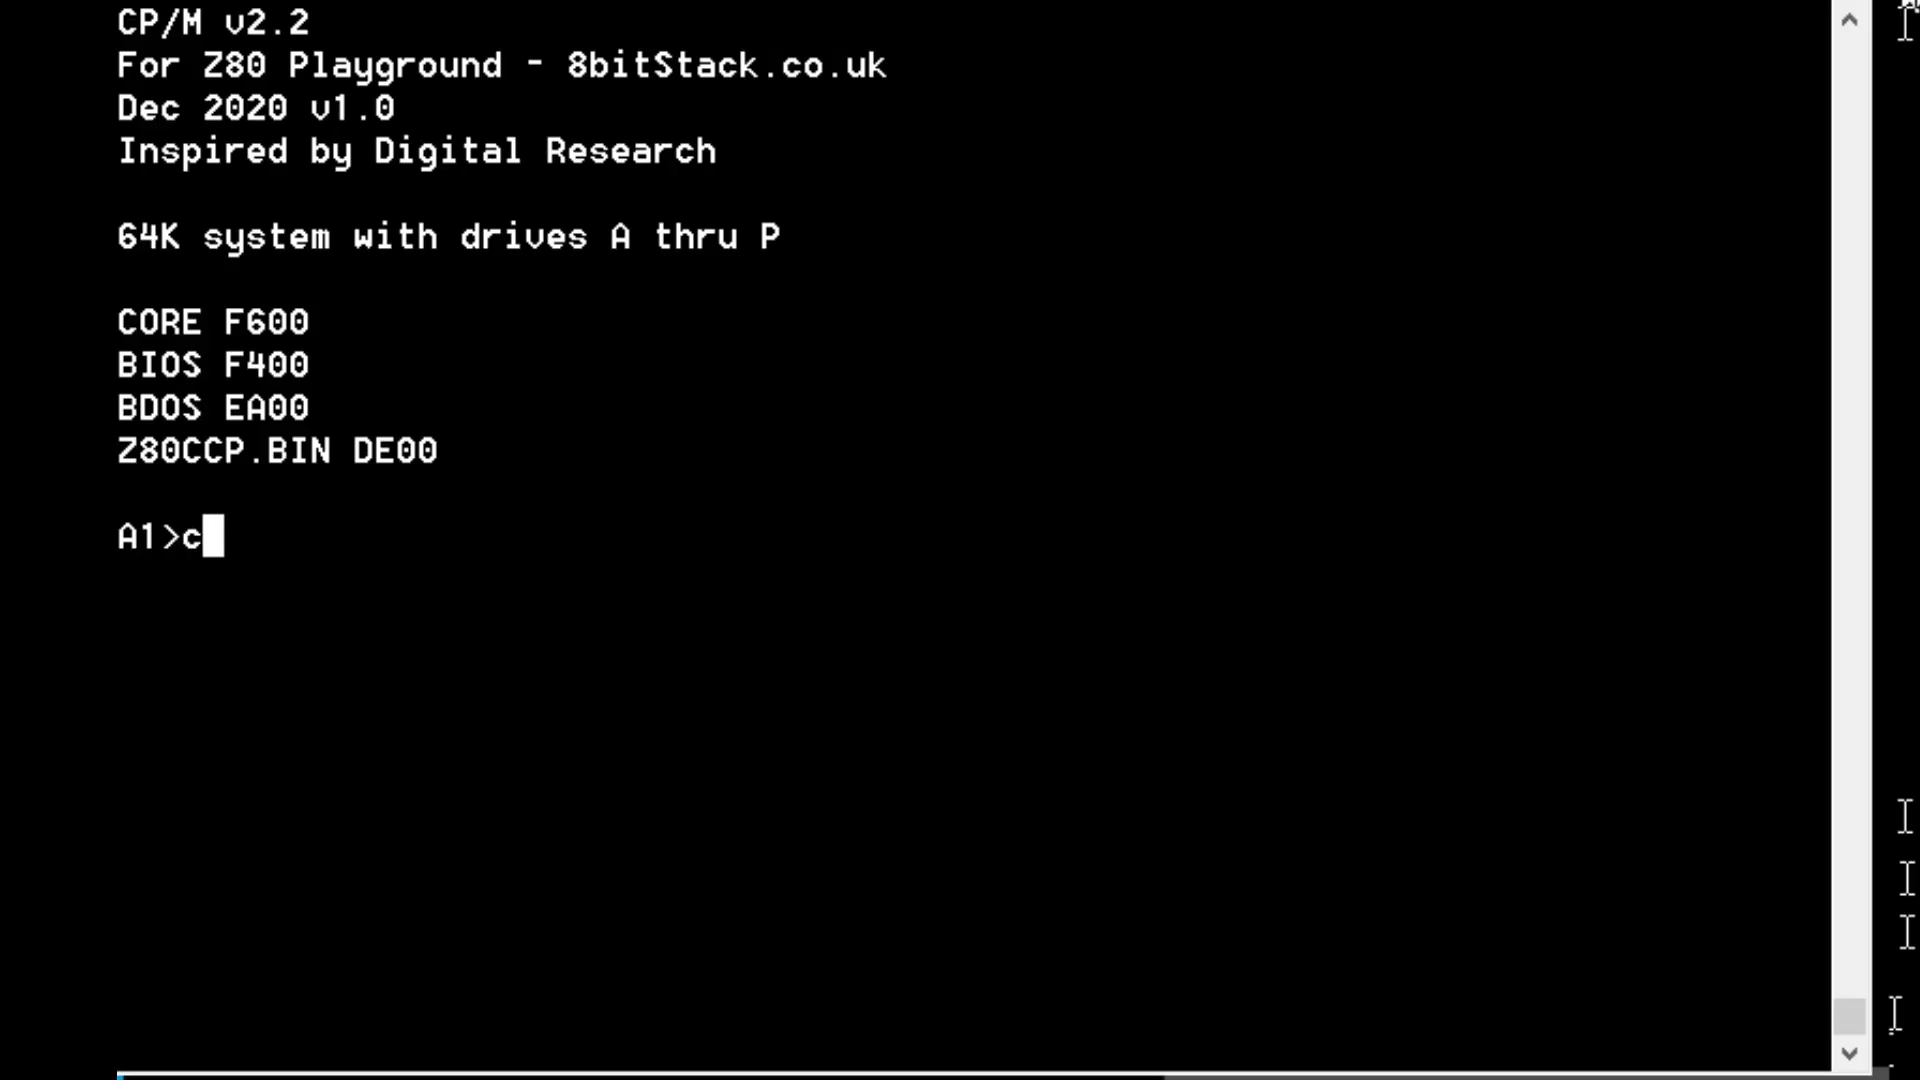 CP/M v2.2
For Z80 Playground - 8bitStack.co.uk
Dec 2020 v1.0
Inspired by Digital Research
64K system with drives A thru P
CORE F600
BIOS F400
BDOS EA00
Z80CCP.BIN DE00
A1>c